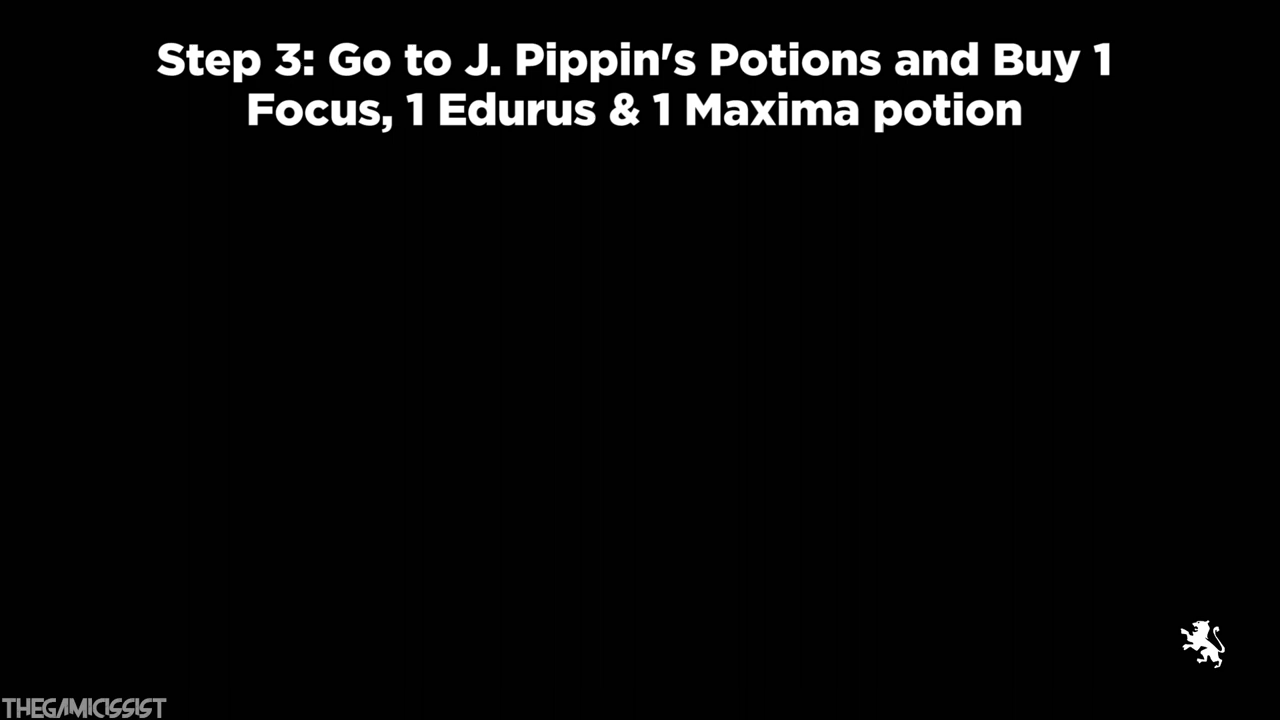 Step 3: Go to J. Pippin's Potions and Buy 1
Focus, 1 Edurus & 1 Maxima potion
THEGAMICISSIST